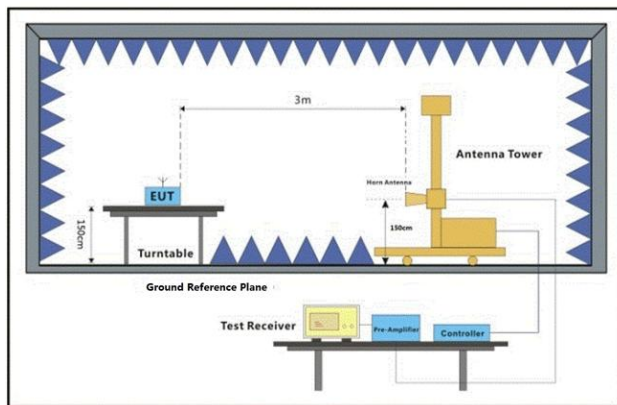 3m
Antenna Tower
Horn Antenna
EUT
150cm
150cm
Turntable
Ground Reference Plane
Test Receiver
Pre-Amplifier
Controller